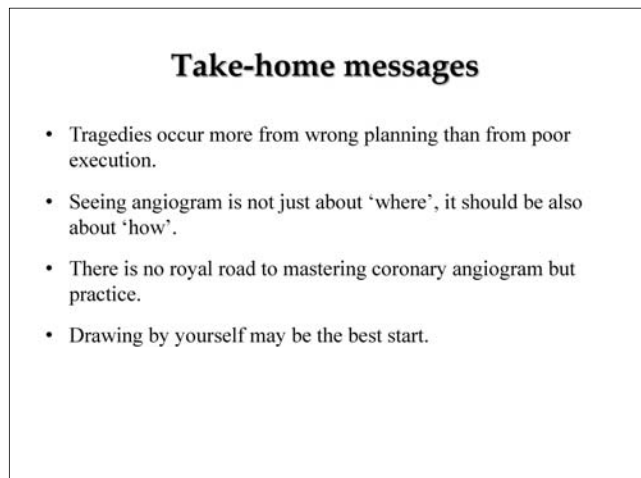 Take-home messages
• Tragedies occur more from wrong planning than from poor
execution.
• Seeing angiogram is not just about ‘where’, it should be also
about ‘how’.
• There is no royal road to mastering coronary angiogram but
practice.
• Drawing by yourself may be the best start.